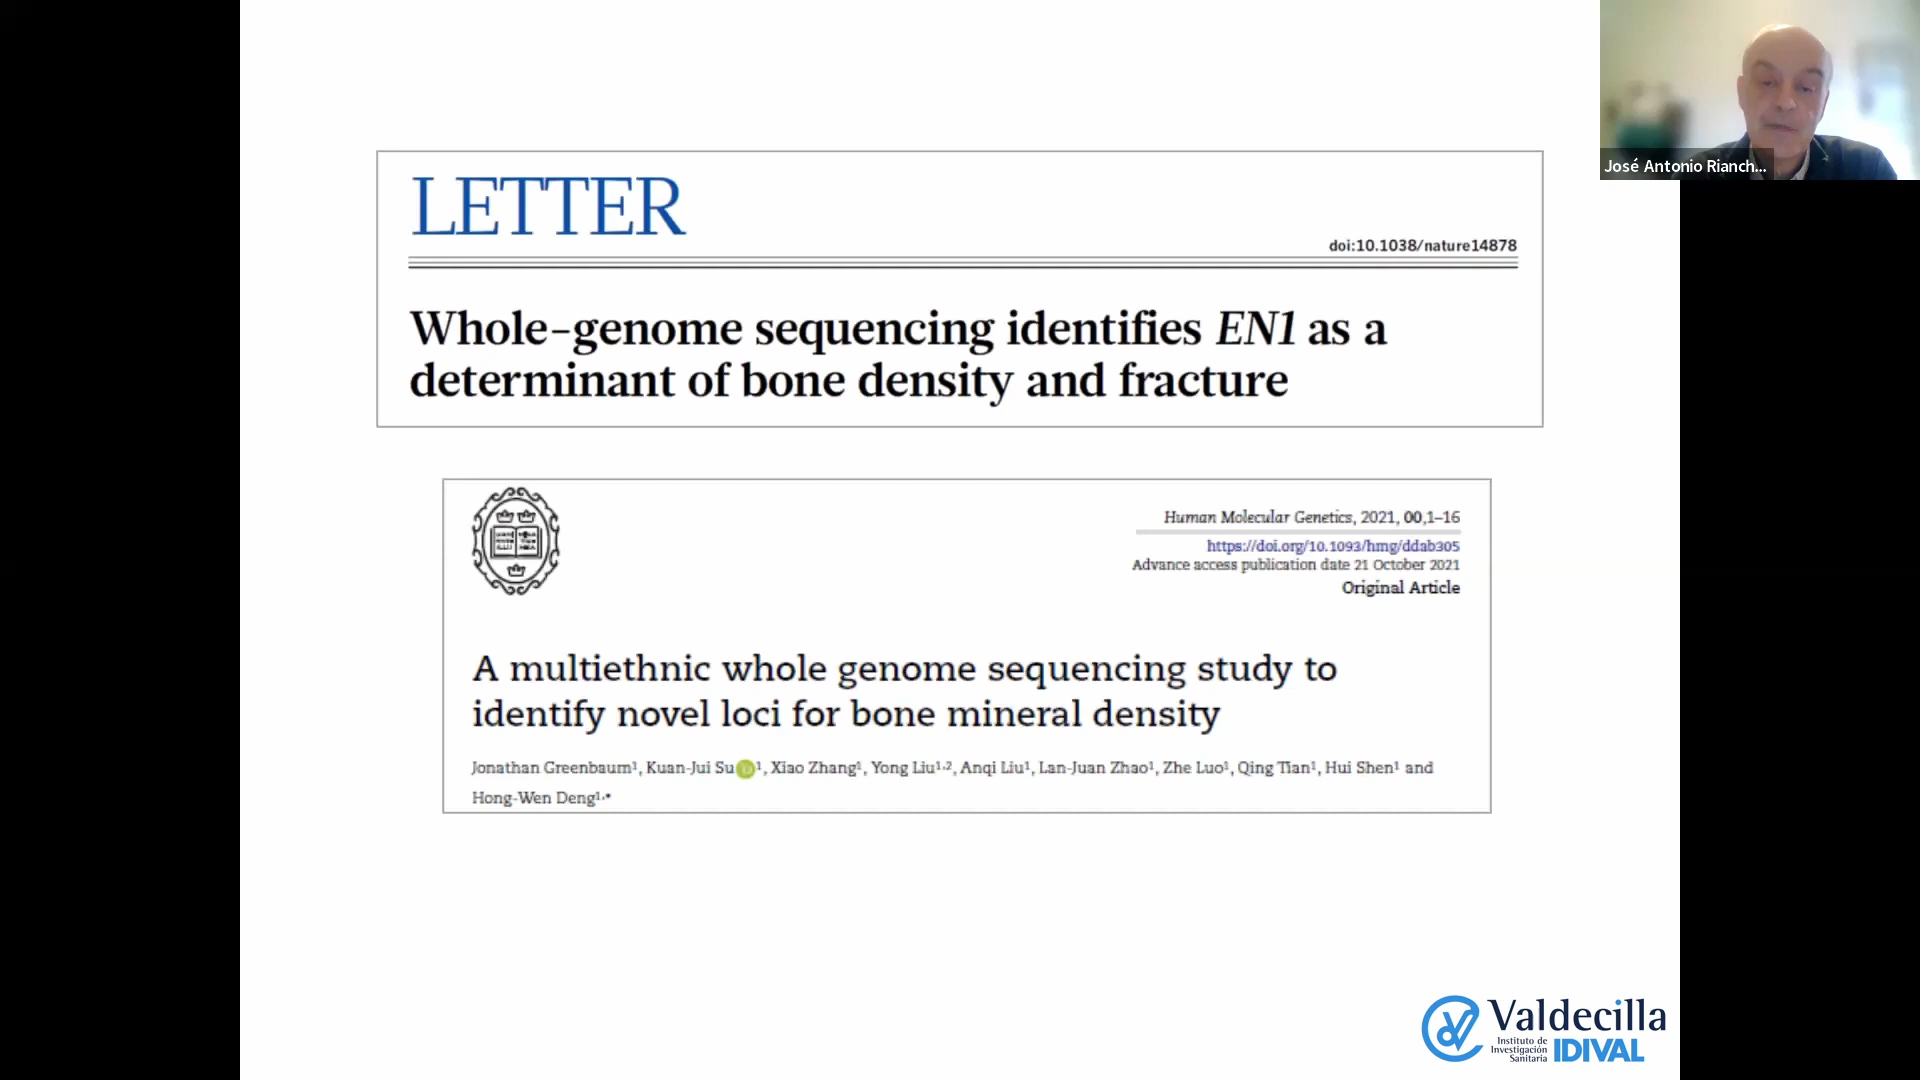 José Antonio Rianch...
LETTER
doi:10.1038/nature14878
Whole-genome sequencing identifies EN1 as a
determinant of bone density and fracture
Human Molecular Genetics, 2021, 00,1–16
https://doi.org/10.1093/hmg/ddab305
Advance access publication date 21 October 2021
Original Article
A multiethnic whole genome sequencing study to
identify novel loci for bone mineral density
Jonathan Greenbaum¹, Kuan-Jui Su¹, Xiao Zhang¹, Yong Liu¹,², Anqi Liu¹, Lan-Juan Zhao¹, Zhe Luo¹, Qing Tian¹, Hui Shen¹ and
Hong-Wen Deng¹,*
Valdecilla
Instituto de
Investigación
Sanitaria
IDIVAL